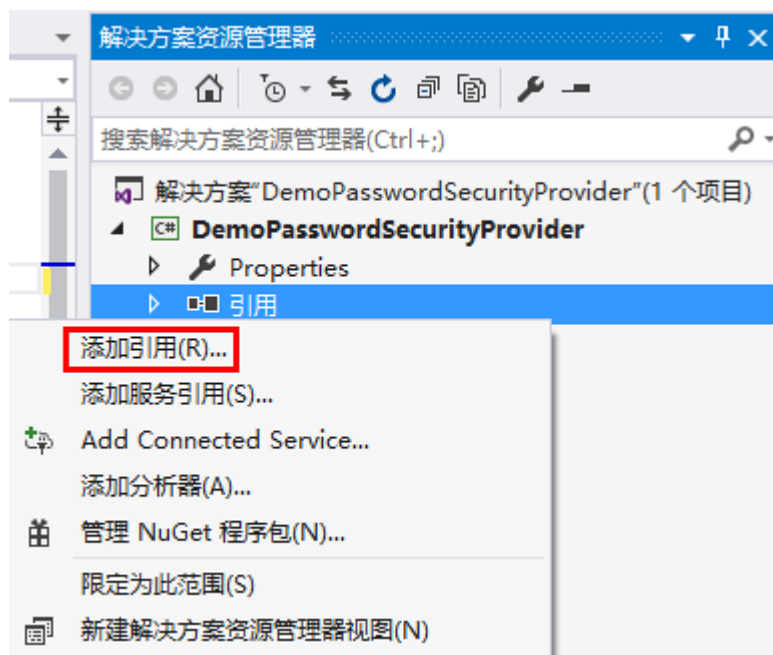 解决方案资源管理器
搜索解决方案资源管理器(Ctrl+;)
解决方案"DemoPasswordSecurityProvider"(1 个项目)
C# DemoPasswordSecurityProvider
Properties
引用
添加引用(R)...
添加服务引用(S)...
Add Connected Service...
添加分析器(A)...
管理 NuGet 程序包(N)...
限定为此范围(S)
新建解决方案资源管理器视图(N)